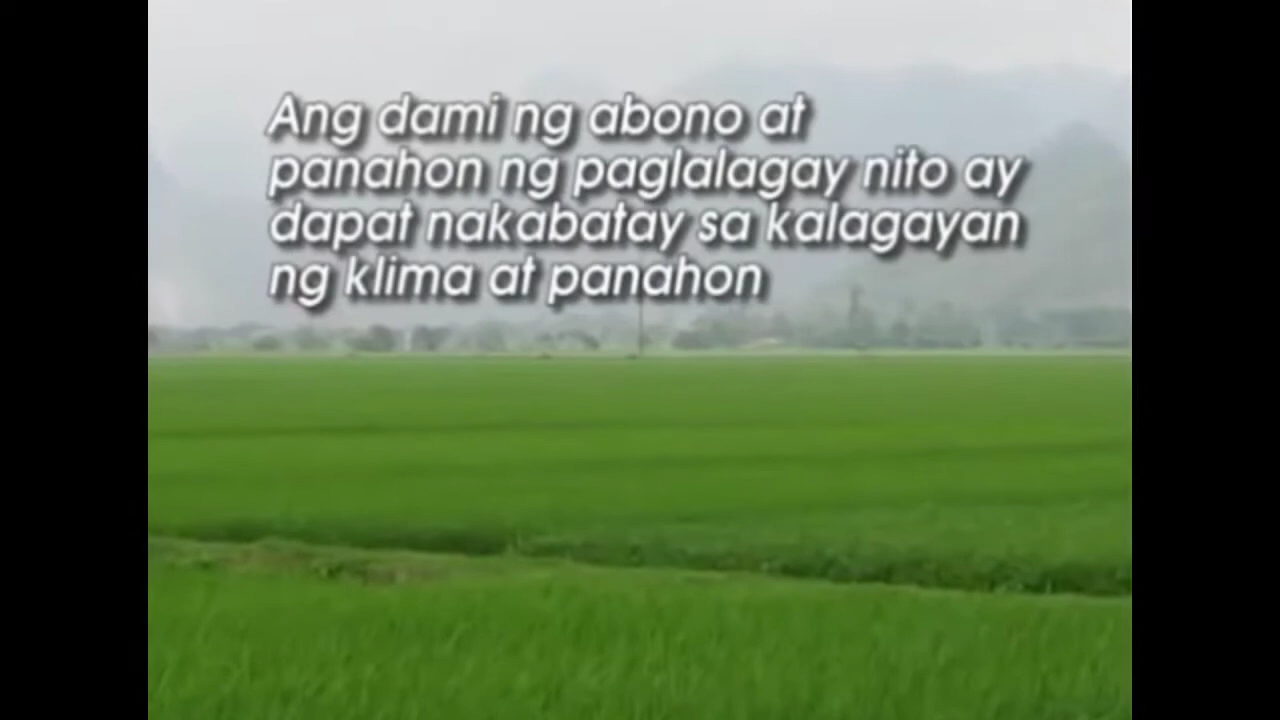 Ang dami ng abono at
panahon ng paglalagay nito ay
dapat nakabatay sa kalagayan
ng klima at panahon